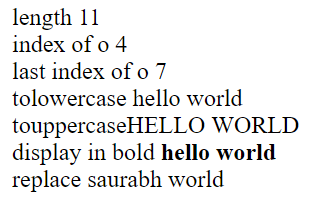 length 11
index of o 4
last index of o 7
tolowercase hello world
touppercaseHELLO WORLD
display in bold hello world
replace saurabh world